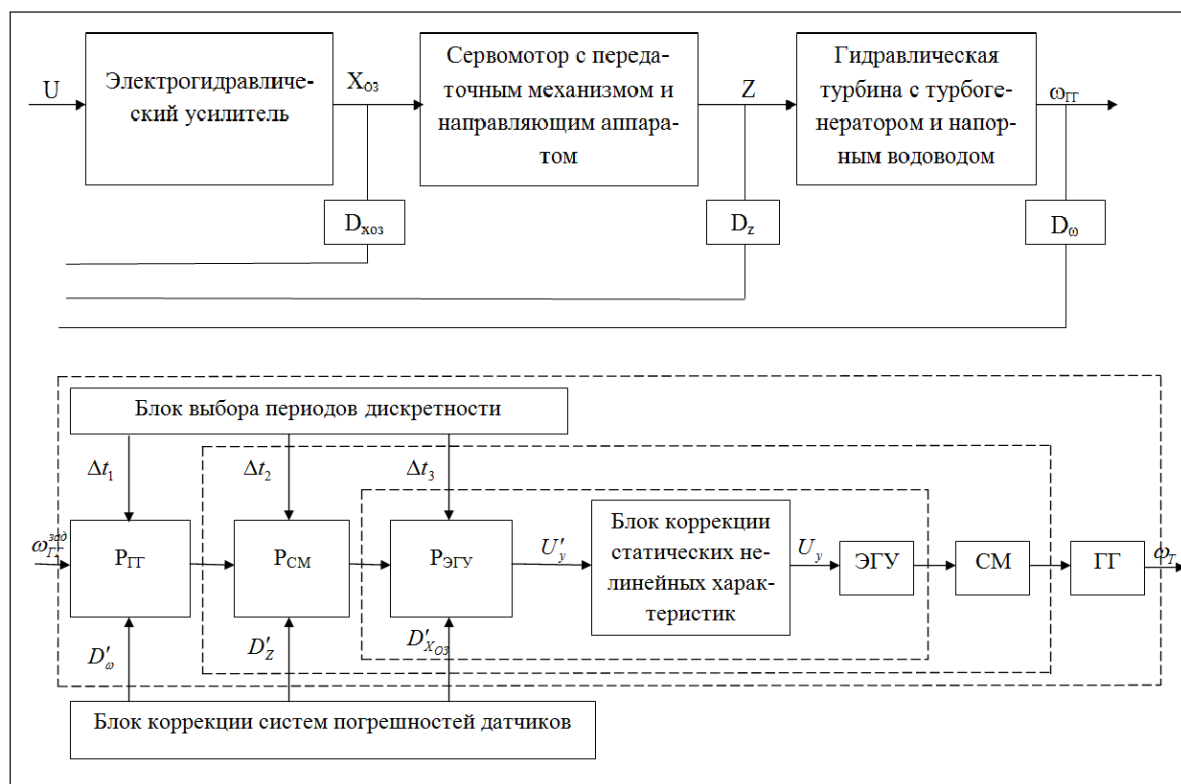 U
Электрогидравличе-
ский усилитель
Xоз
Сервомотор с переда-
точным механизмом и
направляющим аппара-
том
Z
Гидравлическая
турбина с турбоге-
нератором и напор-
ным водоводом
ωГГ
Dхоз
Dz
Dω
Блок выбора периодов дискретности
Δt1
Δt2
Δt3
PГГ
PСМ
PЭГУ
U′y
Блок коррекции
статических не-
линейных харак-
теристик
Uy
ЭГУ
СМ
ГГ
ωT
D′ω
D′Z
D′XОЗ
Блок коррекции систем погрешностей датчиков